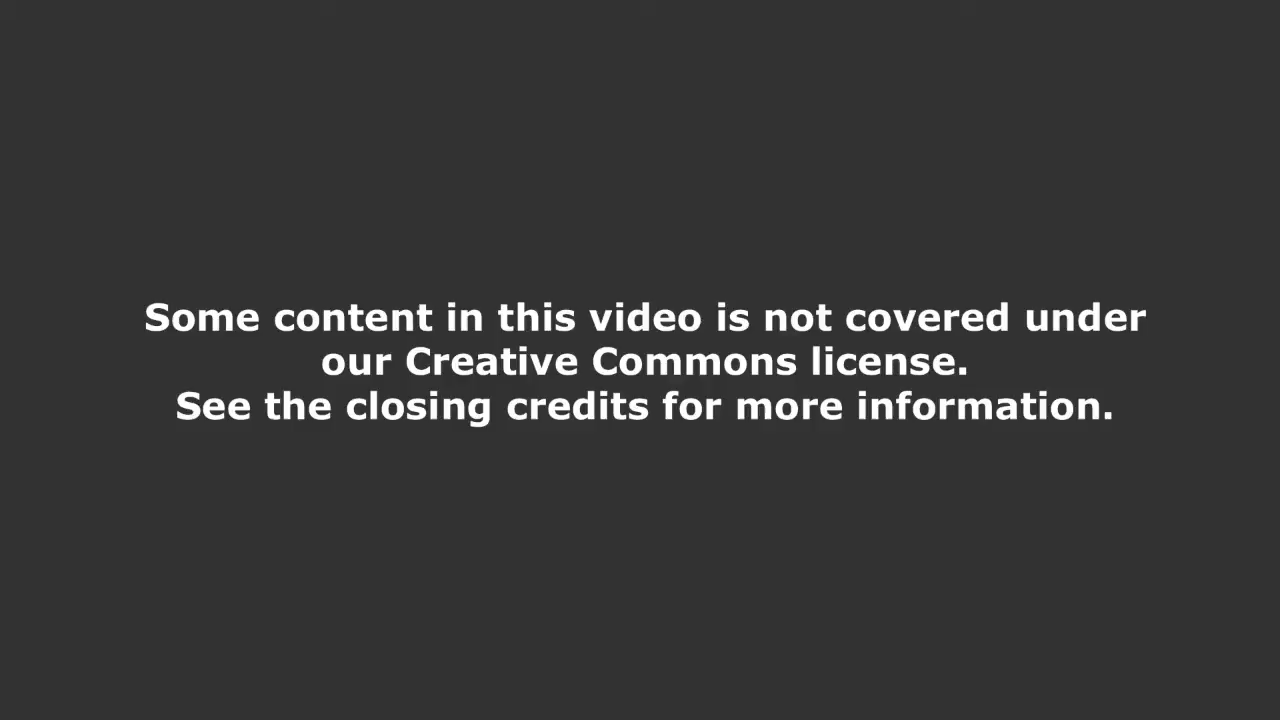 Some content in this video is not covered under
our Creative Commons license.
See the closing credits for more information.